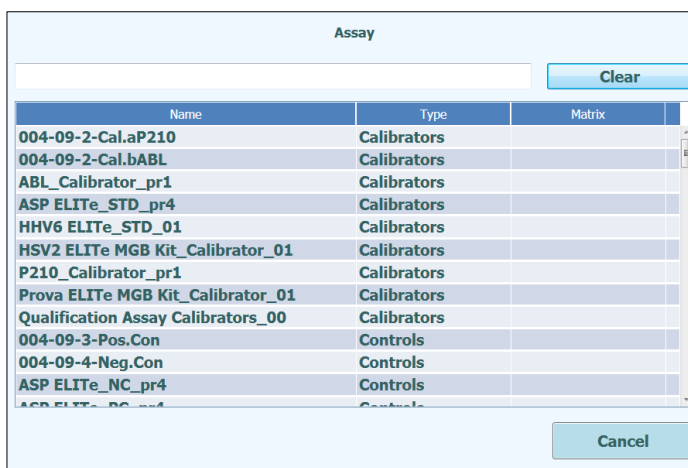 Assay
Clear
Name Type Matrix
004-09-2-Cal.aP210 Calibrators
004-09-2-Cal.bABL Calibrators
ABL_Calibrator_pr1 Calibrators
ASP ELITe_STD_pr4 Calibrators
HHV6 ELITe_STD_01 Calibrators
HSV2 ELITe MGB Kit_Calibrator_01 Calibrators
P210_Calibrator_pr1 Calibrators
Prova ELITe MGB Kit_Calibrator_01 Calibrators
Qualification Assay Calibrators_00 Calibrators
004-09-3-Pos.Con Controls
004-09-4-Neg.Con Controls
ASP ELITe_NC_pr4 Controls
ASP ELITe_PC_pr4 Controls
Cancel